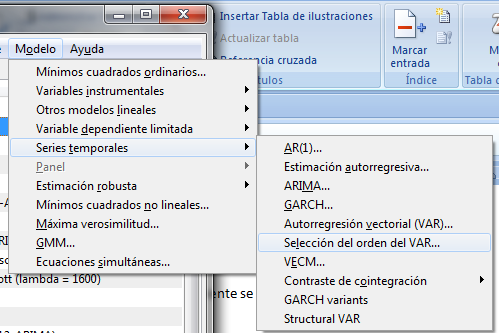 Insertar Tabla de ilustraciones
Actualizar tabla
Referencia cruzada
Marcar
entrada
Índice
Tabla d
Modelo Ayuda
Mínimos cuadrados ordinarios...
Variables instrumentales
Otros modelos lineales
Variable dependiente limitada
Series temporales
Panel
Estimación robusta
Mínimos cuadrados no lineales...
Máxima verosimilitud...
GMM...
Ecuaciones simultáneas...
AR(1)...
Estimación autorregresiva...
ARIMA...
GARCH...
Autorregresión vectorial (VAR)...
Selección del orden del VAR...
VECM...
Contraste de cointegración
GARCH variants
Structural VAR
ott (lambda = 1600)
ente se